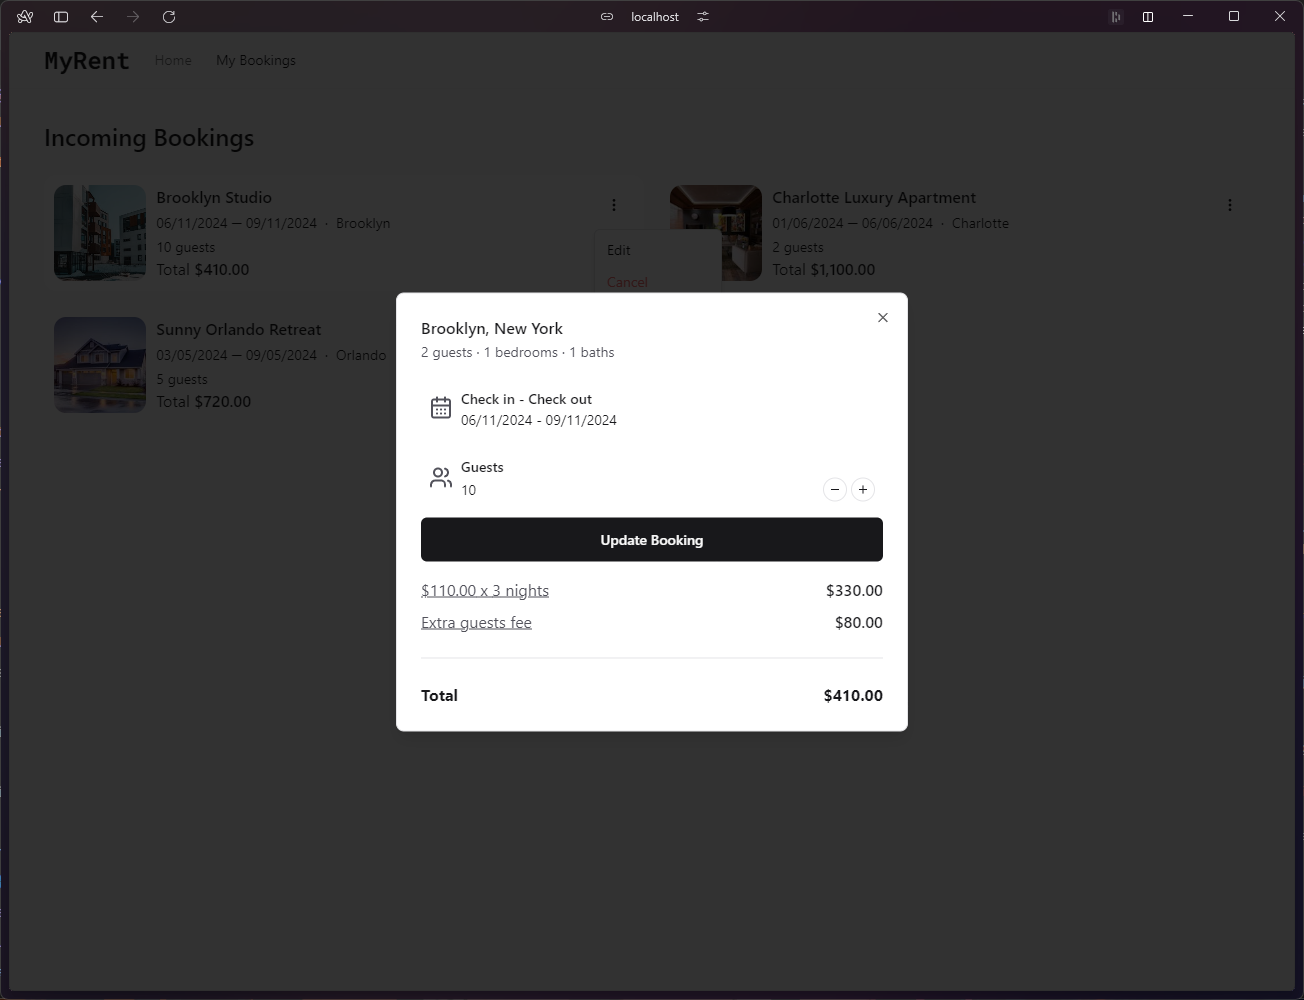 localhost
MyRent Home My Bookings
Incoming Bookings
Brooklyn Studio
06/11/2024 — 09/11/2024 · Brooklyn
10 guests
Total $410.00
Edit
Cancel
Charlotte Luxury Apartment
01/06/2024 — 06/06/2024 · Charlotte
2 guests
Total $1,100.00
Sunny Orlando Retreat
03/05/2024 — 09/05/2024 · Orlando
5 guests
Total $720.00
Brooklyn, New York
2 guests · 1 bedrooms · 1 baths
Check in - Check out
06/11/2024 - 09/11/2024
Guests
10
Update Booking
$110.00 x 3 nights $330.00
Extra guests fee $80.00
Total $410.00